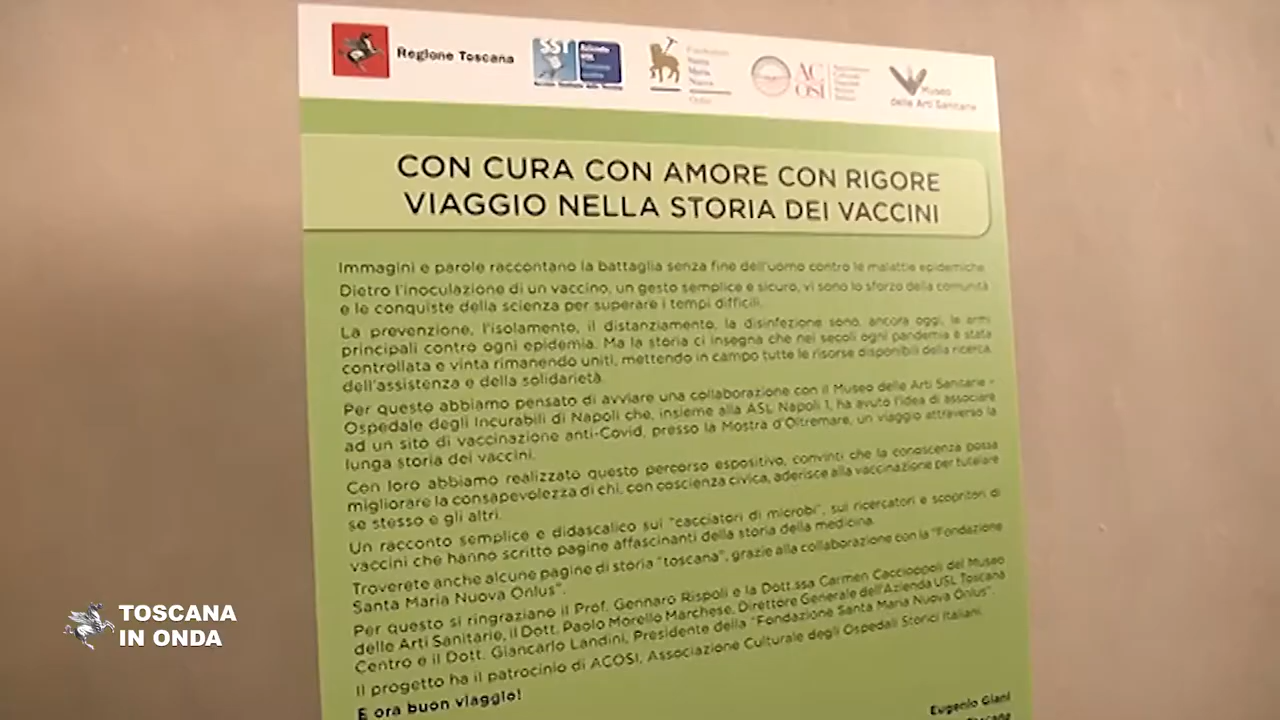 Regione Toscana
SST
Azienda
USL
Fondazione
Santa
Maria
Nuova
Onlus
AC
OSI
Museo
delle Arti Sanitarie
CON CURA CON AMORE CON RIGORE
VIAGGIO NELLA STORIA DEI VACCINI
Immagini e parole raccontano la battaglia senza fine dell'uomo contro le malattie epidemiche.
Dietro l'inoculazione di un vaccino, un gesto semplice e sicuro, vi sono lo sforzo della comunità
e le conquiste della scienza per superare i tempi difficili.
La prevenzione, l'isolamento, il distanziamento, la disinfezione sono, ancora oggi, le armi
principali contro ogni epidemia. Ma la storia ci insegna che nei secoli ogni pandemia è stata
controllata e vinta rimanendo uniti, mettendo in campo tutte le risorse disponibili della ricerca,
dell'assistenza e della solidarietà.
Per questo abbiamo pensato di avviare una collaborazione con il Museo delle Arti Sanitarie -
Ospedale degli Incurabili di Napoli che, insieme alla ASL Napoli 1, ha avuto l'idea di associare
ad un sito di vaccinazione anti-Covid, presso la Mostra d'Oltremare, un viaggio attraverso la
lunga storia dei vaccini.
Con loro abbiamo realizzato questo percorso espositivo, convinti che la conoscenza possa
migliorare la consapevolezza di chi, con coscienza civica, aderisce alla vaccinazione per tutelare
se stesso e gli altri.
Un racconto semplice e didascalico sui "cacciatori di microbi", sui ricercatori e scopritori di
vaccini che hanno scritto pagine affascinanti della storia della medicina.
Troverete anche alcune pagine di storia "toscana", grazie alla collaborazione con la "Fondazione
Santa Maria Nuova Onlus".
Per questo si ringraziano il Prof. Gennaro Rispoli e la Dott.ssa Carmen Caccioppoli del Museo
delle Arti Sanitarie, il Dott. Paolo Morello Marchese, Direttore Generale dell'Azienda USL Toscana
Centro e il Dott. Giancarlo Landini, Presidente della "Fondazione Santa Maria Nuova Onlus".
Il progetto ha il patrocinio di ACOSI, Associazione Culturale degli Ospedali Storici Italiani.
E ora buon viaggio!
Eugenio Giani
Toscana
TOSCANA
IN ONDA